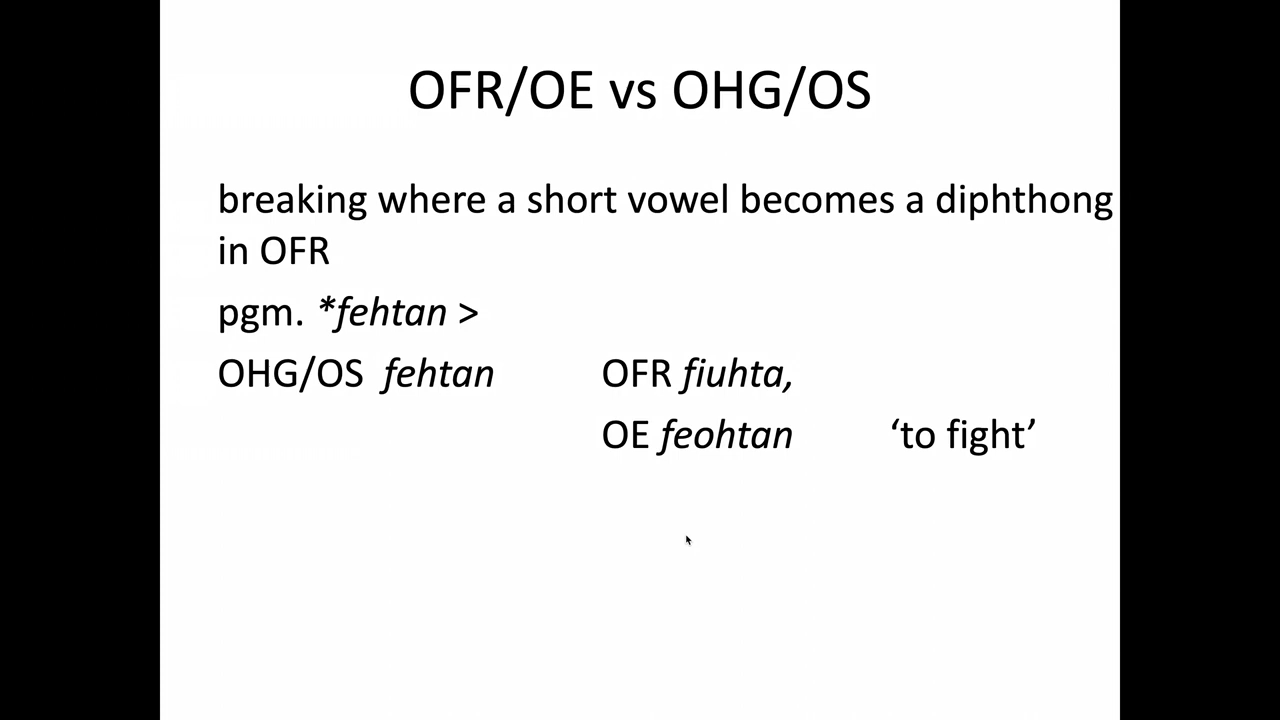 OFR/OE vs OHG/OS
breaking where a short vowel becomes a diphthong
in OFR
pgm. *fehtan >
OHG/OS fehtan OFR fiuhta,
OE feohtan ‘to fight’